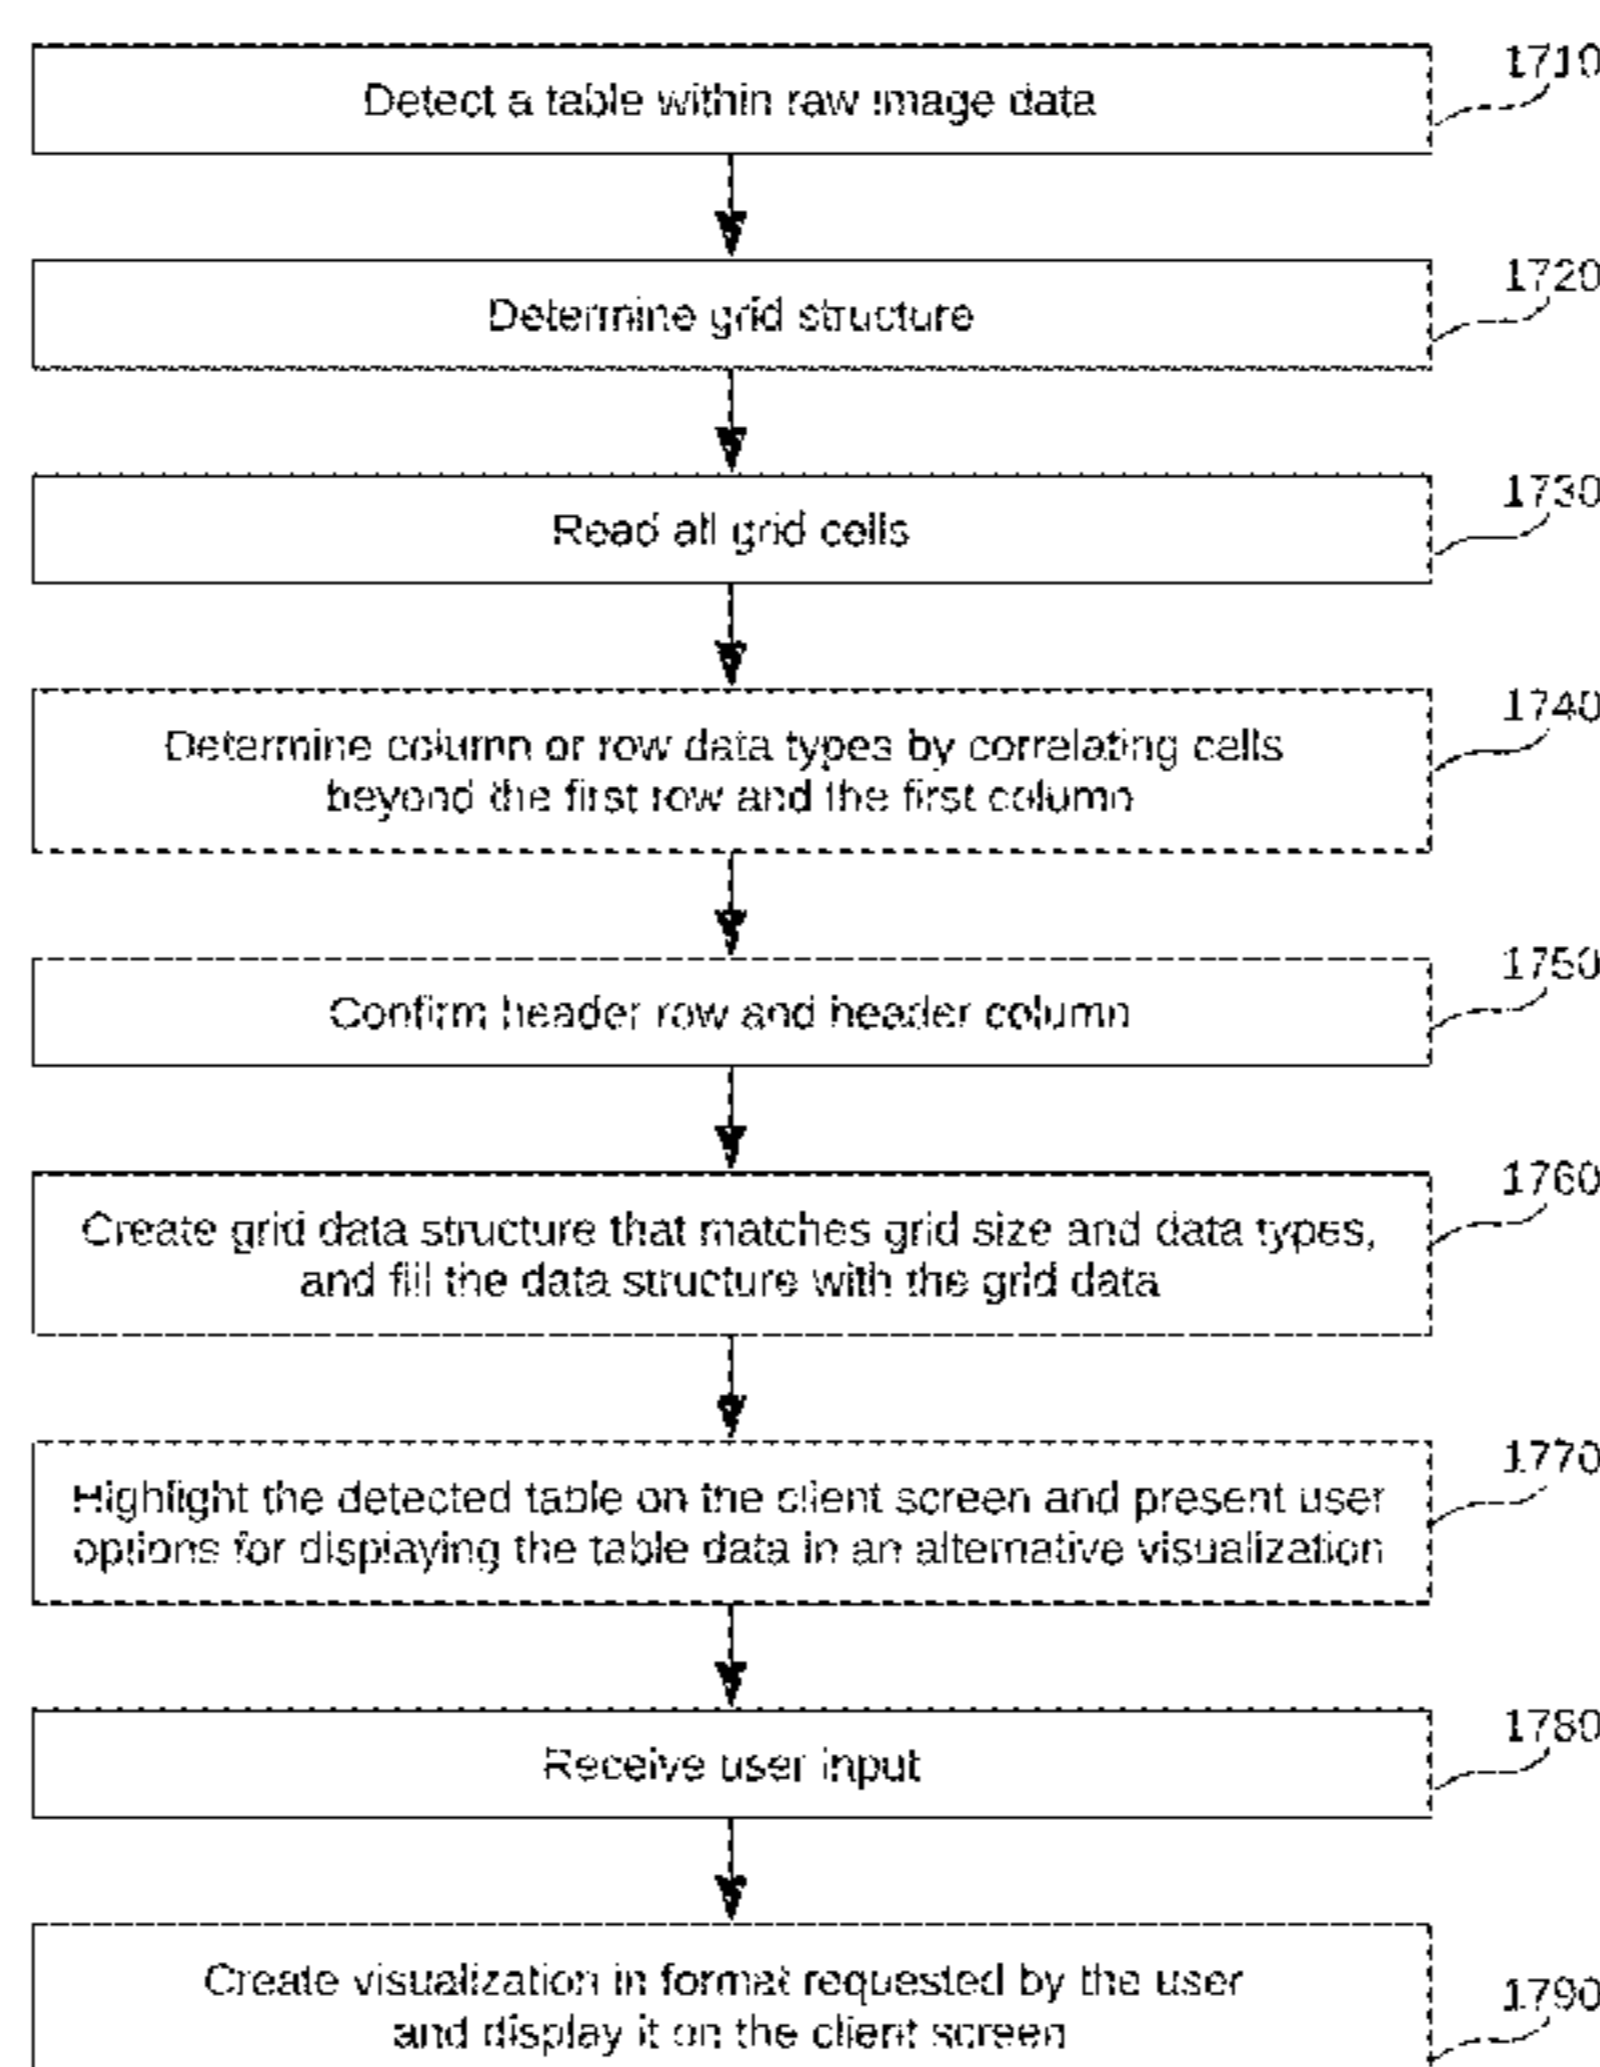 1710
Detect a table within raw image data
1720
Determine grid structure
1730
Read all grid cells
1740
Determine column or row data types by correlating cells
beyond the first row and the first column
1750
Confirm header row and header column
1760
Create grid data structure that matches grid size and data types,
and fill the data structure with the grid data
1770
Highlight the detected table on the client screen and present user
options for displaying the table data in an alternative visualization
1780
Receive user input
1790
Create visualization in format requested by the user
and display it on the client screen